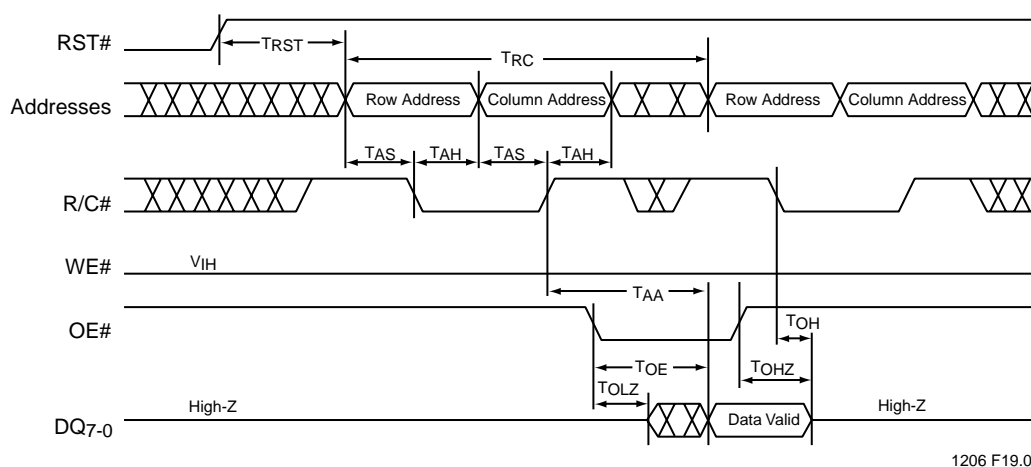 RST#
TRST
TRC
Addresses
Row Address
Column Address
Row Address
Column Address
TAS
TAH
TAS
TAH
R/C#
WE#
VIH
TAA
OE#
TOH
TOE
TOHZ
TOLZ
DQ7-0
High-Z
Data Valid
High-Z
1206 F19.0